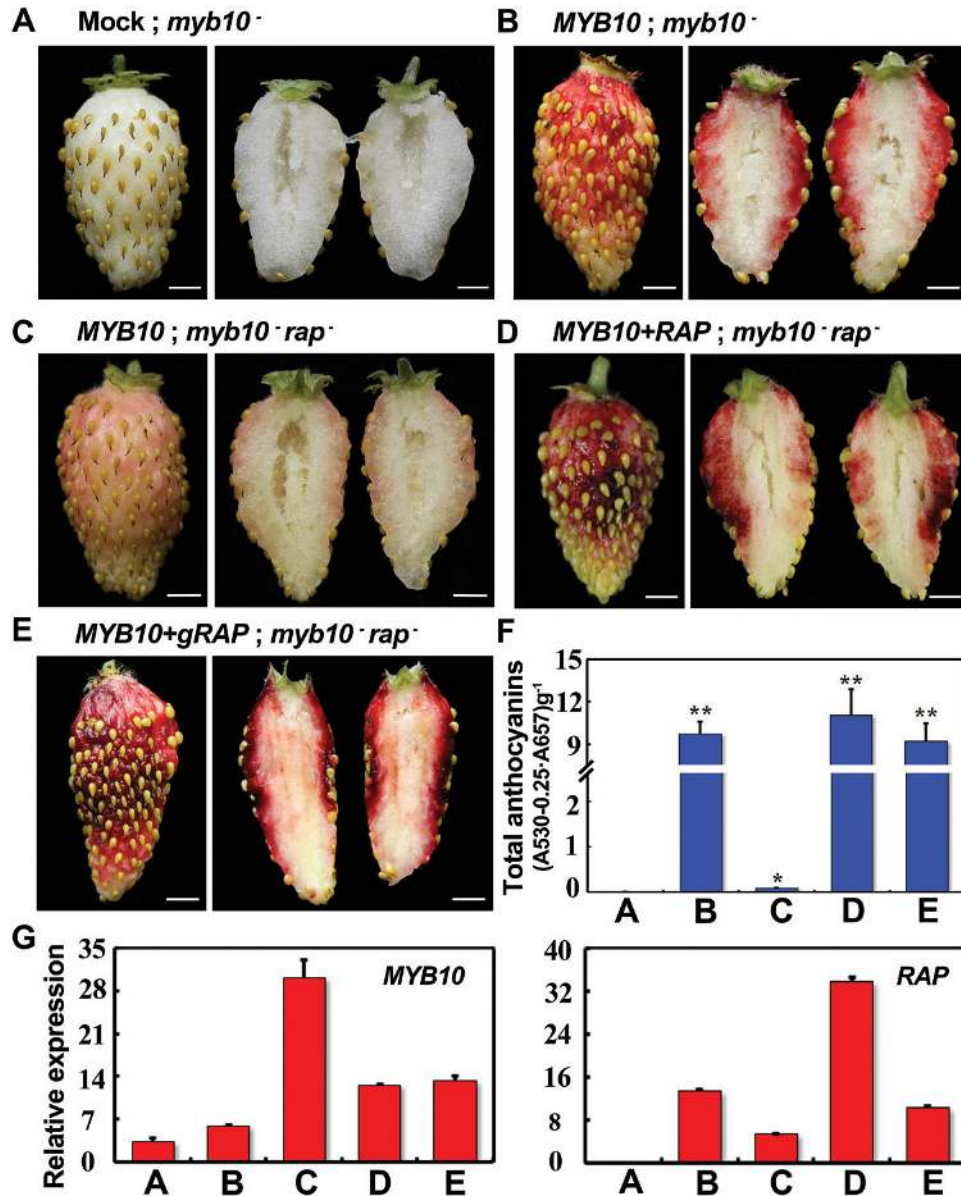 A Mock ; myb10 -
B MYB10 ; myb10 -
C MYB10 ; myb10 - rap -
D MYB10+RAP ; myb10 - rap -
E MYB10+gRAP ; myb10 - rap -
F
Total anthocyanins
(A530-0.25·A657)g-1
15
12
9
2
1
0
**
*
**
**
A B C D E
G
Relative expression
35
28
21
14
7
0
MYB10
A B C D E
40
32
24
16
8
0
RAP
A B C D E